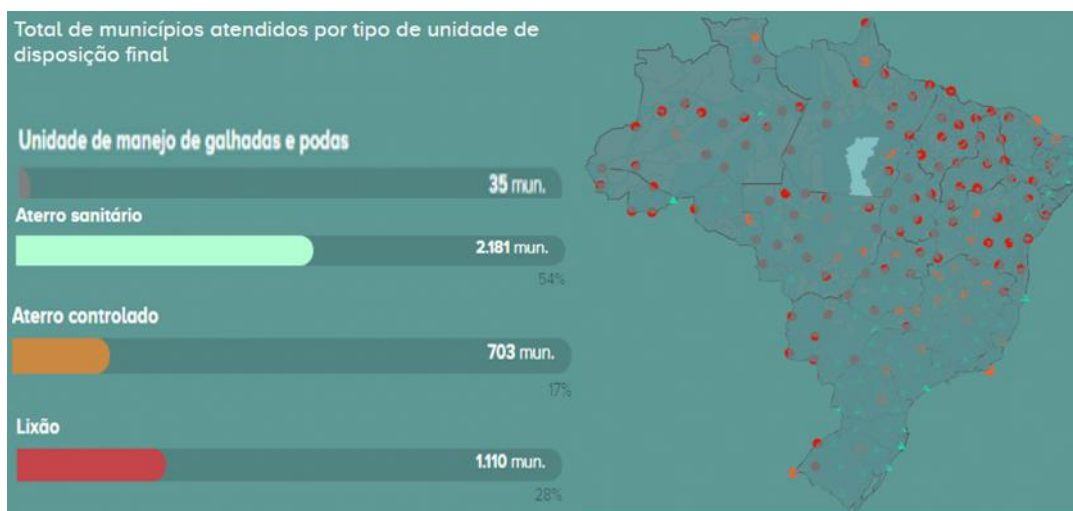 Total de municípios atendidos por tipo de unidade de
disposição final
Unidade de manejo de galhadas e podas
35 mun.
Aterro sanitário
2.181 mun.
54%
Aterro controlado
703 mun.
17%
Lixão
1.110 mun.
28%